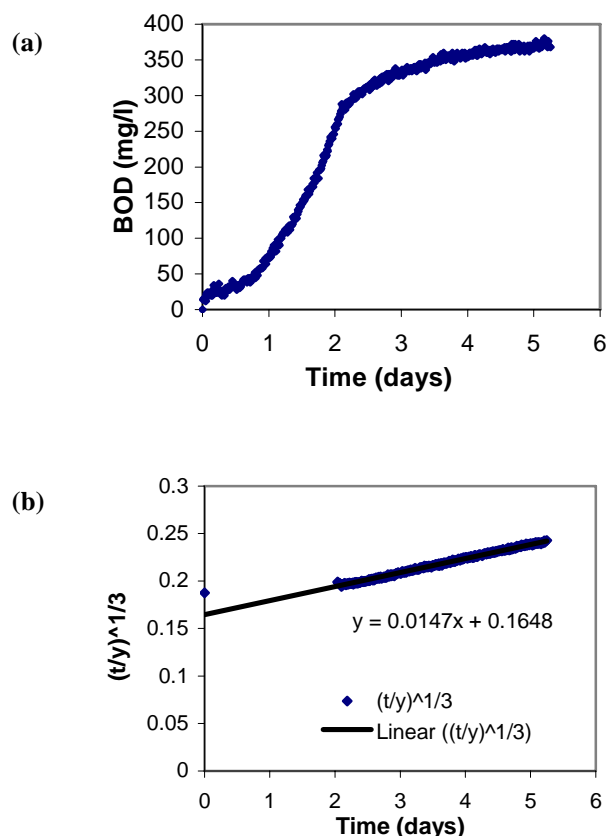 (a)
BOD (mg/l)
400
350
300
250
200
150
100
50
0
0 1 2 3 4 5 6
Time (days)
(b)
(t/y)^1/3
0.3
0.25
0.2
0.15
0.1
0.05
0
y = 0.0147x + 0.1648
(t/y)^1/3
Linear ((t/y)^1/3)
0 1 2 3 4 5 6
Time (days)